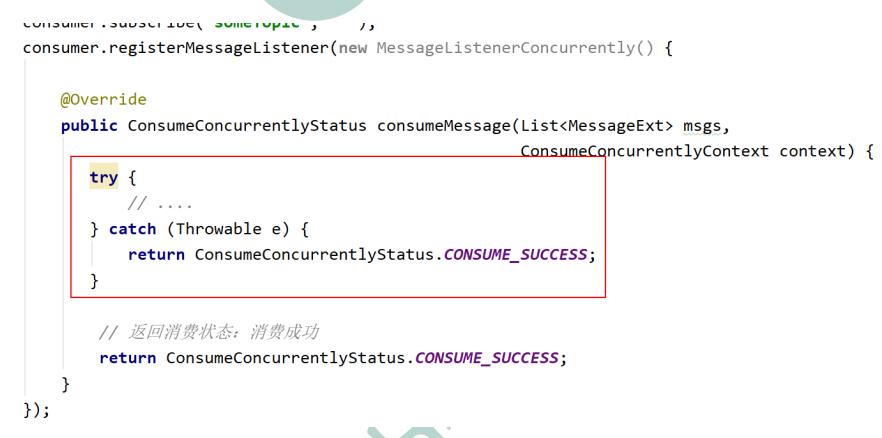 consumer.subscribe("someTopic", "*");
consumer.registerMessageListener(new MessageListenerConcurrently() {
@Override
public ConsumeConcurrentlyStatus consumeMessage(List<MessageExt> msgs,
ConsumeConcurrentlyContext context) {
try {
// ....
} catch (Throwable e) {
return ConsumeConcurrentlyStatus.CONSUME_SUCCESS;
}
// 返回消费状态：消费成功
return ConsumeConcurrentlyStatus.CONSUME_SUCCESS;
}
});